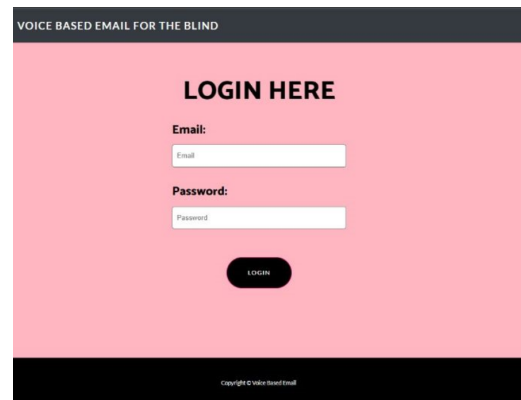 VOICE BASED EMAIL FOR THE BLIND
LOGIN HERE
Email:
Email
Password:
Password
LOGIN
Copyright © Voice Based Email